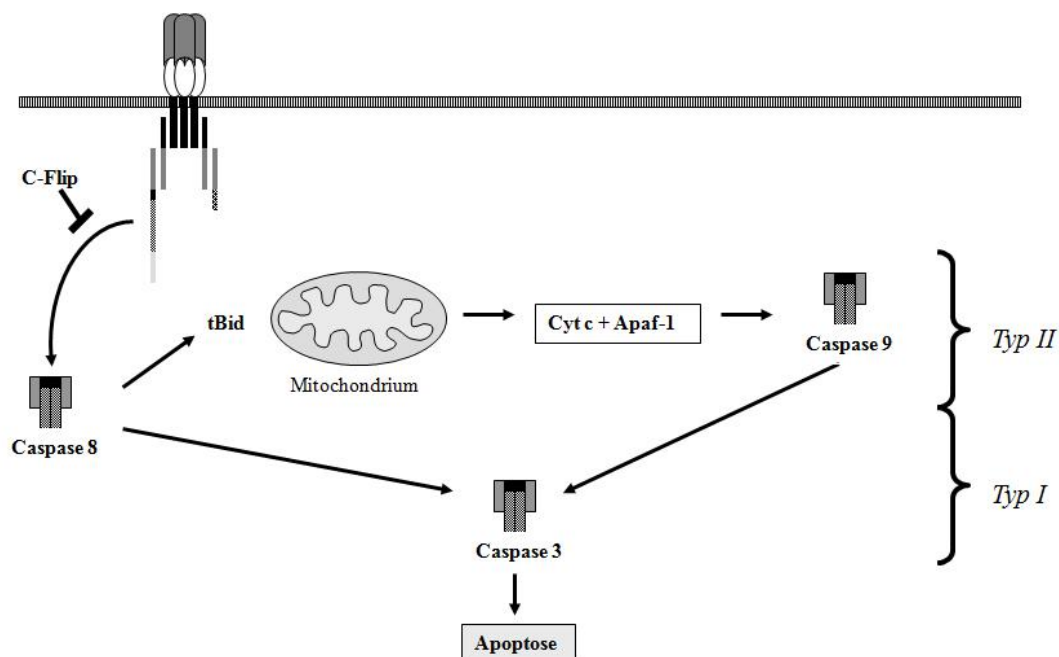 C-Flip
tBid
Mitochondrium
Cyt c + Apaf-1
Caspase 9
Typ II
Caspase 8
Typ I
Caspase 3
Apoptose